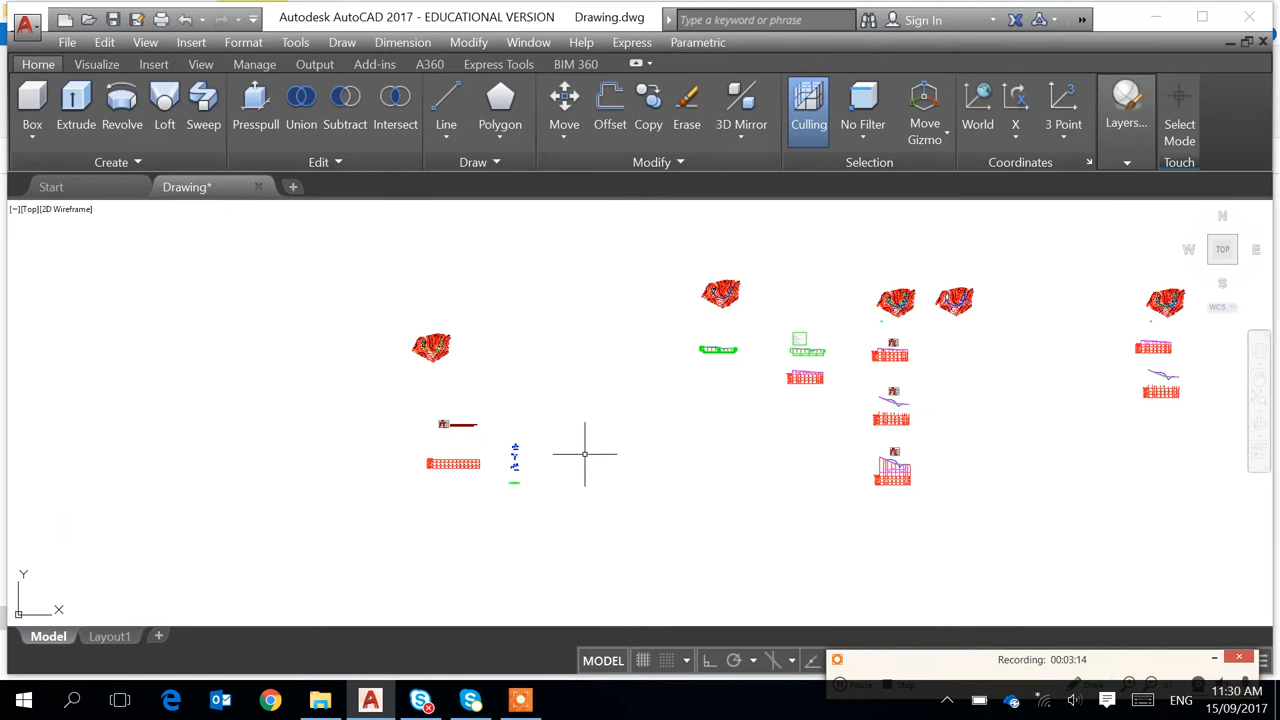 Autodesk AutoCAD 2017 - EDUCATIONAL VERSION Drawing.dwg Type a keyword or phrase Sign In
File Edit View Insert Format Tools Draw Dimension Modify Window Help Express Parametric
Home Visualize Insert View Manage Output Add-ins A360 Express Tools BIM 360
Box Extrude Revolve Loft Sweep Presspull Union Subtract Intersect Line Polygon Move Offset Copy Erase 3D Mirror Culling No Filter Move Gizmo World X 3 Point Layers... Select Mode
Create Edit Draw Modify Selection Coordinates Touch
Start Drawing*
[−][Top][2D Wireframe]
N
W TOP E
S
WCS
Y
X
Model Layout1
MODEL
Recording: 00:03:14
Pause Stop Draw
ENG
11:30 AM
15/09/2017